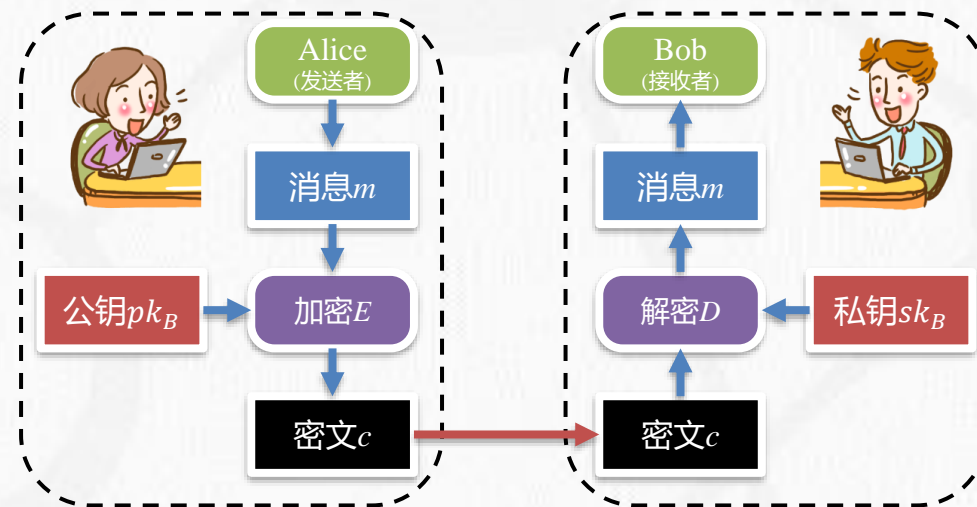 Alice
(发送者)
消息m
公钥pk_B
加密E
密文c
Bob
(接收者)
消息m
解密D
私钥sk_B
密文c